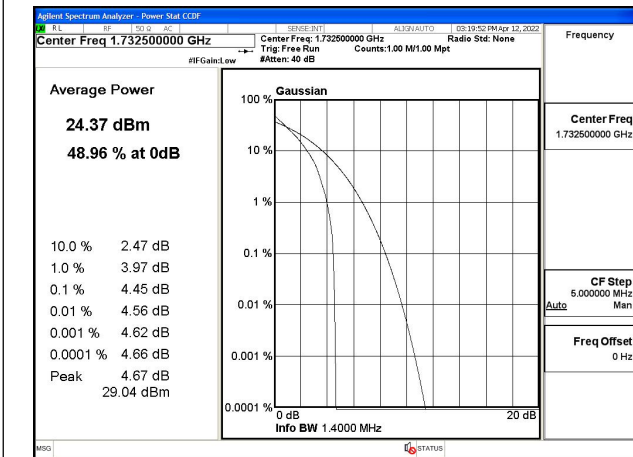 Agilent Spectrum Analyzer - Power Stat CCDF
RL RF 50 Ω AC SENSE:INT ALIGNAUTO 03:19:52 PM Apr 12, 2022
Center Freq 1.732500000 GHz
Center Freq: 1.732500000 GHz Radio Std: None
Trig: Free Run Counts:1.00 M/1.00 Mpt
#IFGain:Low #Atten: 40 dB
Frequency
Average Power
24.37 dBm
48.96 % at 0dB
10.0 % 2.47 dB
1.0 % 3.97 dB
0.1 % 4.45 dB
0.01 % 4.56 dB
0.001 % 4.62 dB
0.0001 % 4.66 dB
Peak 4.67 dB
29.04 dBm
Gaussian
100 %
10 %
1 %
0.1 %
0.01 %
0.001 %
0.0001 %
0 dB 20 dB
Info BW 1.4000 MHz
Center Freq
1.732500000 GHz
CF Step
5.000000 MHz
Auto Man
Freq Offset
0 Hz
MSG STATUS